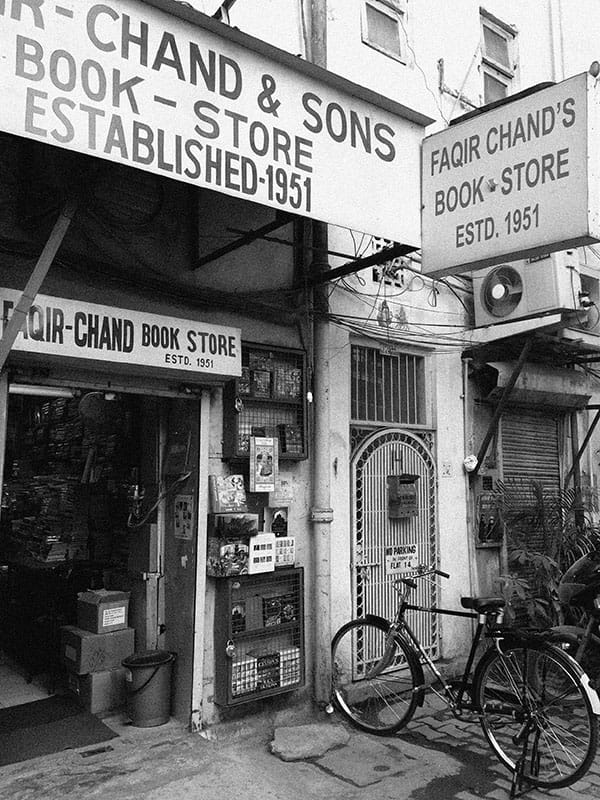 R-CHAND & SONS
BOOK-STORE
ESTABLISHED-1951
FAQIR CHAND'S
BOOK-STORE
ESTD. 1951
FAQIR-CHAND BOOK STORE
ESTD. 1951
NO PARKING
FLAT 14